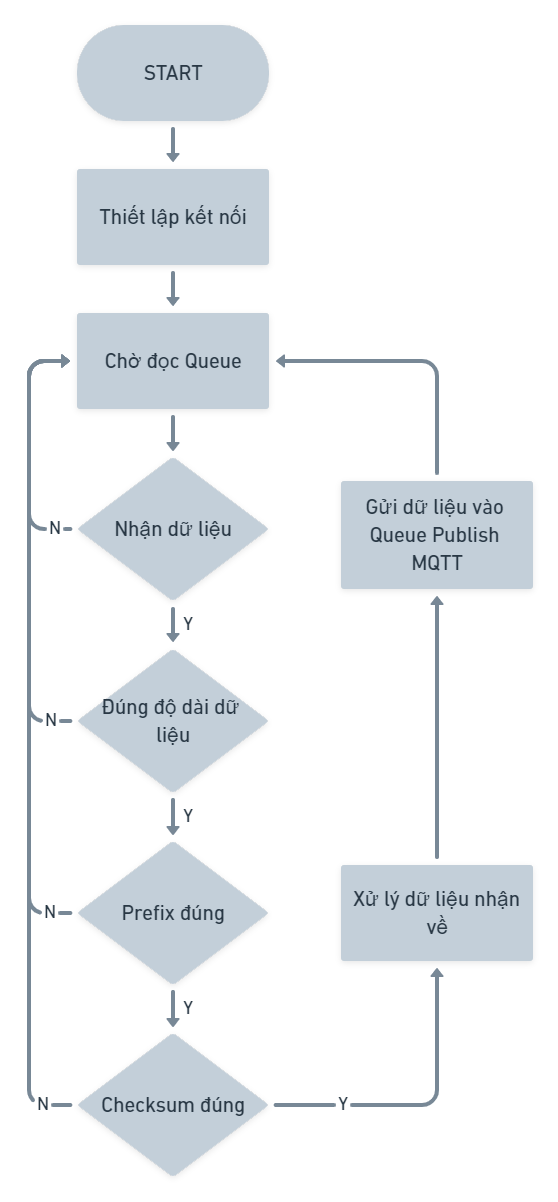 START
Thiết lập kết nối
Chờ đọc Queue
Gửi dữ liệu vào
Queue Publish
MQTT
N
Nhận dữ liệu
Y
N
Đúng độ dài dữ
liệu
Y
Xử lý dữ liệu nhận
về
N
Prefix đúng
Y
N
Checksum đúng
Y